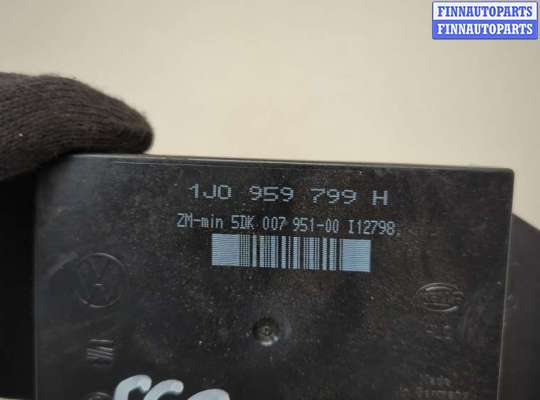 FINNAUTOPARTS
FINNAUTOPARTS
1J0 959 799 H
ZM-min 5DK 007 951-00 I12798